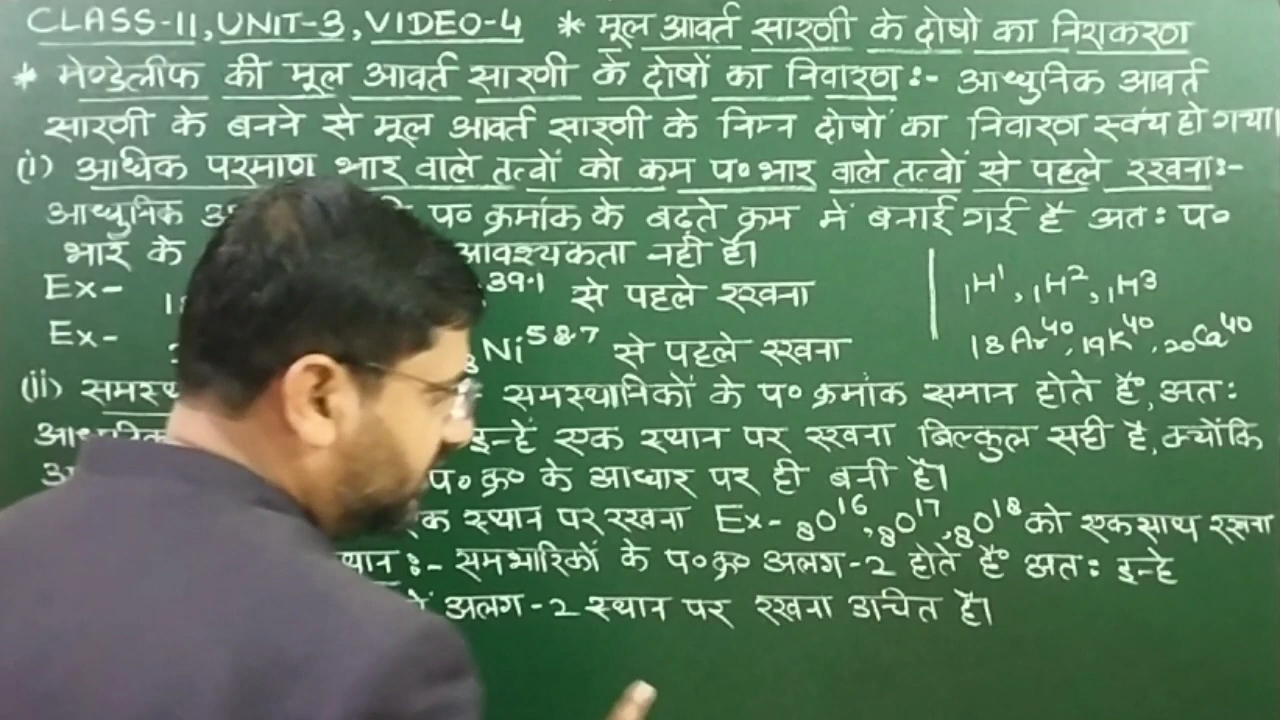 CLASS-11, UNIT-3, VIDEO-4 * मूल आवर्त सारणी के दोषो का निराकरण
* मेण्डेलीफ की मूल आवर्त सारणी के दोषों का निवारण :- आधुनिक आवर्त
सारणी के बनने से मूल आवर्त सारणी के निम्न दोषों का निवारण स्वंय हो गया।
(i) अधिक परमाणु भार वाले तत्वों को कम प० भार वाले तत्वों से पहले रखना:-
आधुनिक प० क्रमांक के बढ़ते क्रम में बनाई गई है अतः प०
भार के आवश्यकता नहीं है।
Ex- 39.1 से पहले रखना
Ex- Ni^58.7 से पहले रखना
₁H¹, ₁H², ₁H³
₁₈Ar⁴⁰, ₁₉K⁴⁰, ₂₀Ca⁴⁰
(ii) समस्थ :- समस्थानिकों के प० क्रमांक समान होते हैं, अतः
आधुनिक इन्हें एक स्थान पर रखना बिल्कुल सही है, क्योंकि
प० क्र० के आधार पर ही बनी है।
एक स्थान पर रखना Ex- ₈O¹⁶, ₈O¹⁷, ₈O¹⁸ को एकसाथ रखना
स्थान :- समभारिकों के प० क्र० अलग-2 होते हैं अतः इन्हे
में अलग-2 स्थान पर रखना उचित है।